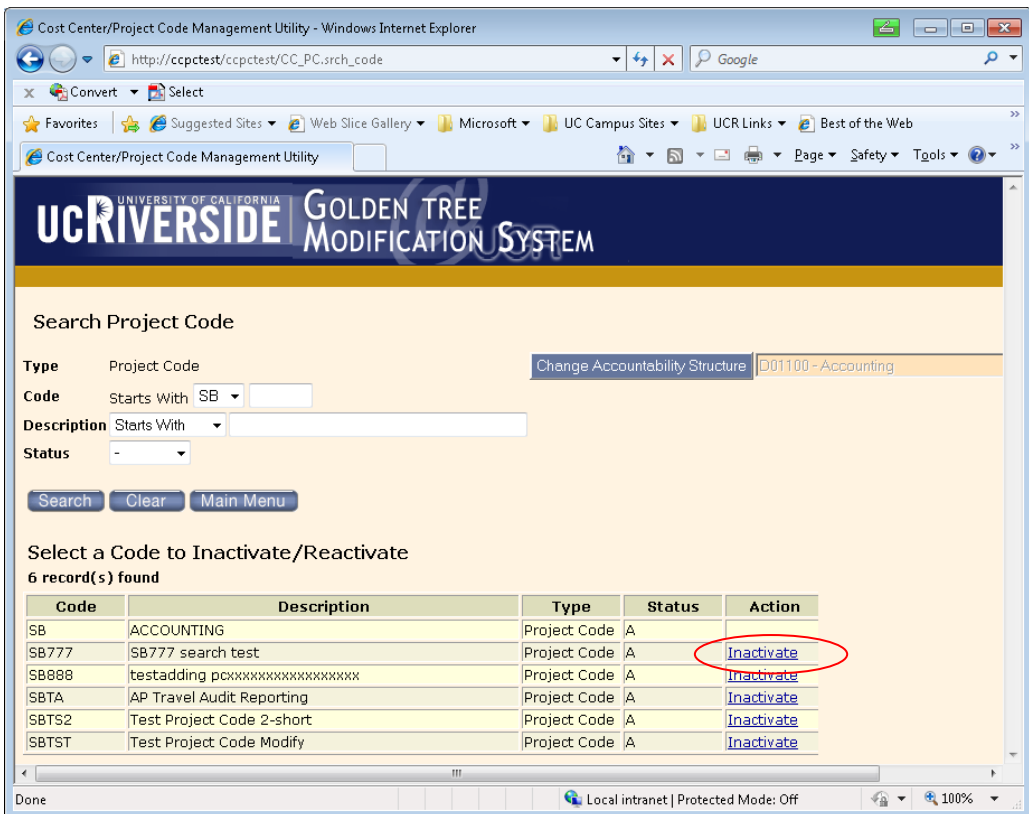 Cost Center/Project Code Management Utility - Windows Internet Explorer
http://ccpctest/ccpctest/CC_PC.srch_code Google
x Convert Select
Favorites Suggested Sites Web Slice Gallery Microsoft UC Campus Sites UCR Links Best of the Web »
Cost Center/Project Code Management Utility Page Safety Tools »
UNIVERSITY OF CALIFORNIA
UCRIVERSIDE GOLDEN TREE
MODIFICATION SYSTEM
@UCR
Search Project Code
Type Project Code Change Accountability Structure D01100 - Accounting
Code Starts With SB
Description Starts With
Status -
Search Clear Main Menu
Select a Code to Inactivate/Reactivate
6 record(s) found
Code Description Type Status Action
SB ACCOUNTING Project Code A
SB777 SB777 search test Project Code A Inactivate
SB888 testadding pcxxxxxxxxxxxxxxxxx Project Code A Inactivate
SBTA AP Travel Audit Reporting Project Code A Inactivate
SBTS2 Test Project Code 2-short Project Code A Inactivate
SBTST Test Project Code Modify Project Code A Inactivate
Done Local intranet | Protected Mode: Off 100%